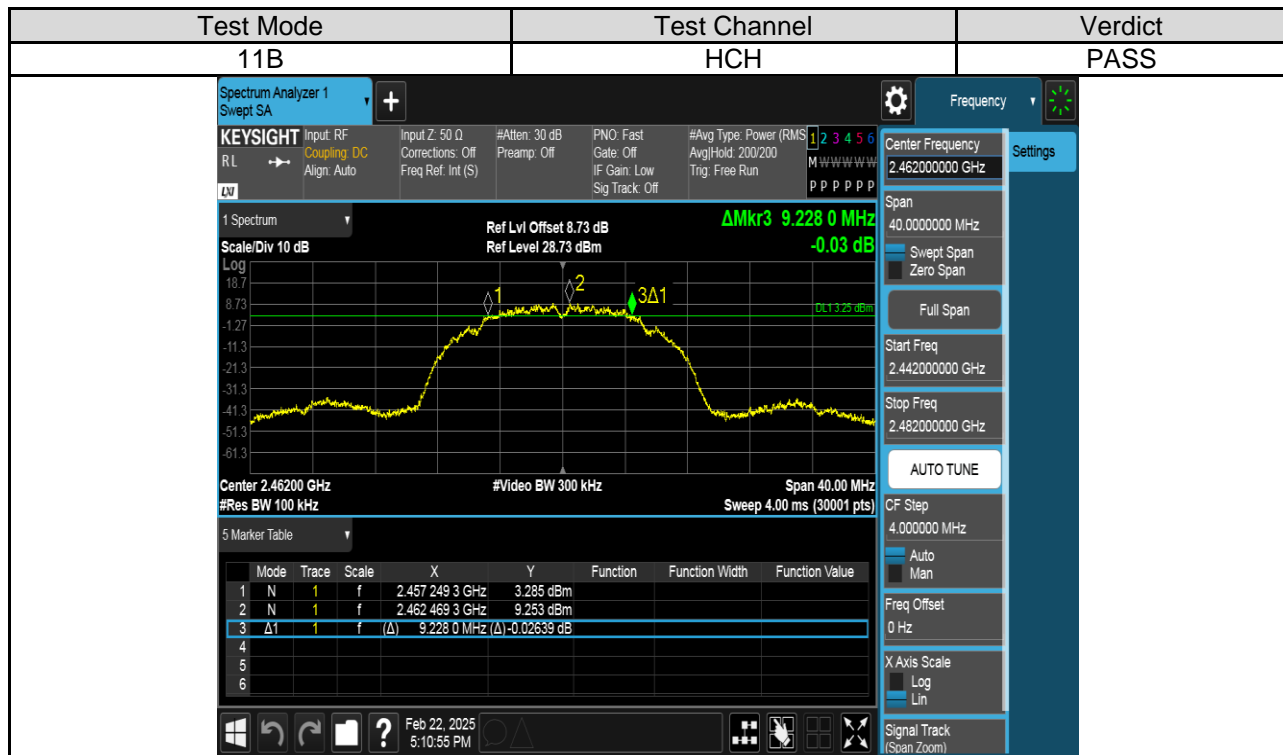 Test Mode Test Channel Verdict
11B HCH PASS
Spectrum Analyzer 1
Swept SA
+
Frequency
KEYSIGHT Input: RF Input Z: 50 Ω #Atten: 30 dB PNO: Fast #Avg Type: Power (RMS 1 2 3 4 5 6
RL Coupling: DC Corrections: Off Preamp: Off Gate: Off Avg|Hold: 200/200 M W W W W W
Align: Auto Freq Ref: Int (S) IF Gain: Low Trig: Free Run
LXI Sig Track: Off P P P P P P
1 Spectrum
Scale/Div 10 dB
Ref Lvl Offset 8.73 dB
Ref Level 28.73 dBm
ΔMkr3 9.228 0 MHz
-0.03 dB
Log
18.7
8.73
-1.27
-11.3
-21.3
-31.3
-41.3
-51.3
-61.3
1
2
3Δ1
DL1 3.25 dBm
Center 2.46200 GHz #Video BW 300 kHz Span 40.00 MHz
#Res BW 100 kHz Sweep 4.00 ms (30001 pts)
5 Marker Table
Mode Trace Scale X Y Function Function Width Function Value
1 N 1 f 2.457 249 3 GHz 3.285 dBm
2 N 1 f 2.462 469 3 GHz 9.253 dBm
3 Δ1 1 f (Δ) 9.228 0 MHz (Δ) -0.02639 dB
4
5
6
Center Frequency
2.462000000 GHz
Settings
Span
40.0000000 MHz
Swept Span
Zero Span
Full Span
Start Freq
2.442000000 GHz
Stop Freq
2.482000000 GHz
AUTO TUNE
CF Step
4.000000 MHz
Auto
Man
Freq Offset
0 Hz
X Axis Scale
Log
Lin
Signal Track
(Span Zoom)
?
Feb 22, 2025
5:10:55 PM